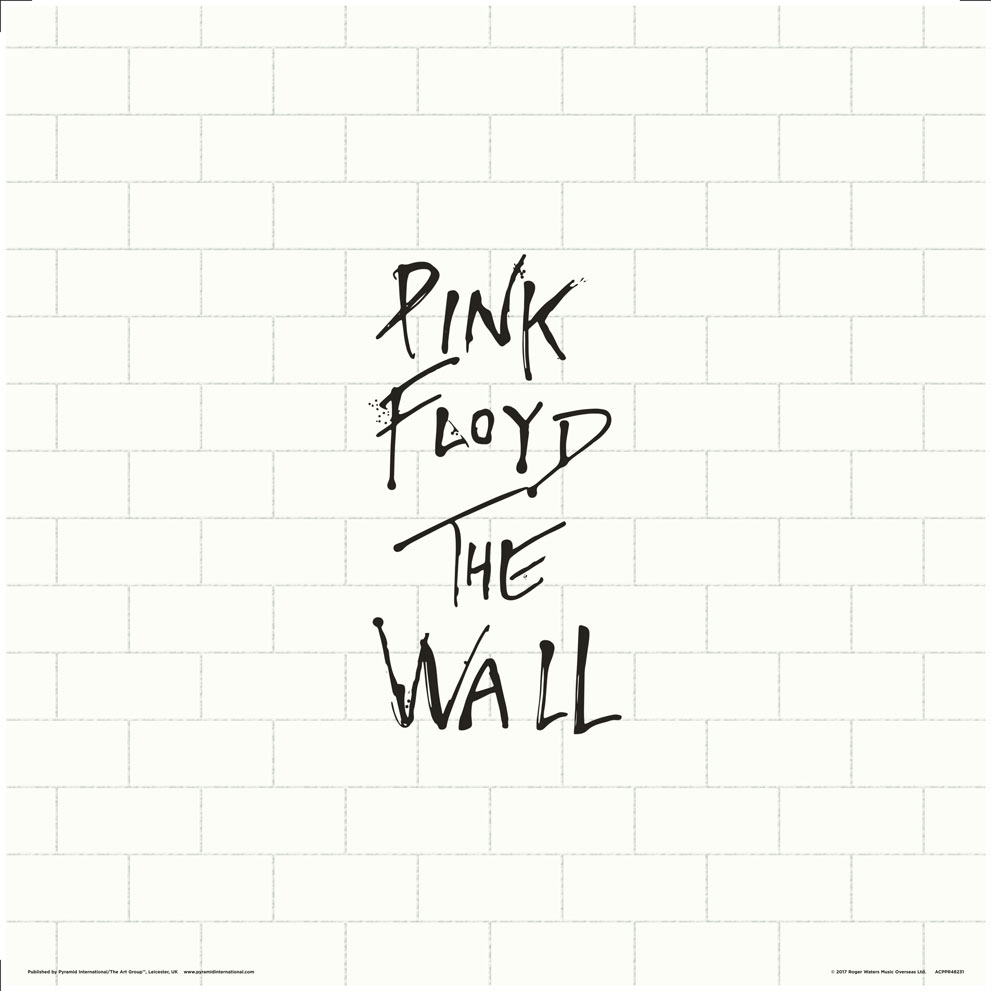 PINK
FLOYD
THE
WALL
Published by Pyramid International/The Art Group™, Leicester, UK www.pyramidinternational.com
© 2017 Roger Waters Music Overseas Ltd. ACPPR48231